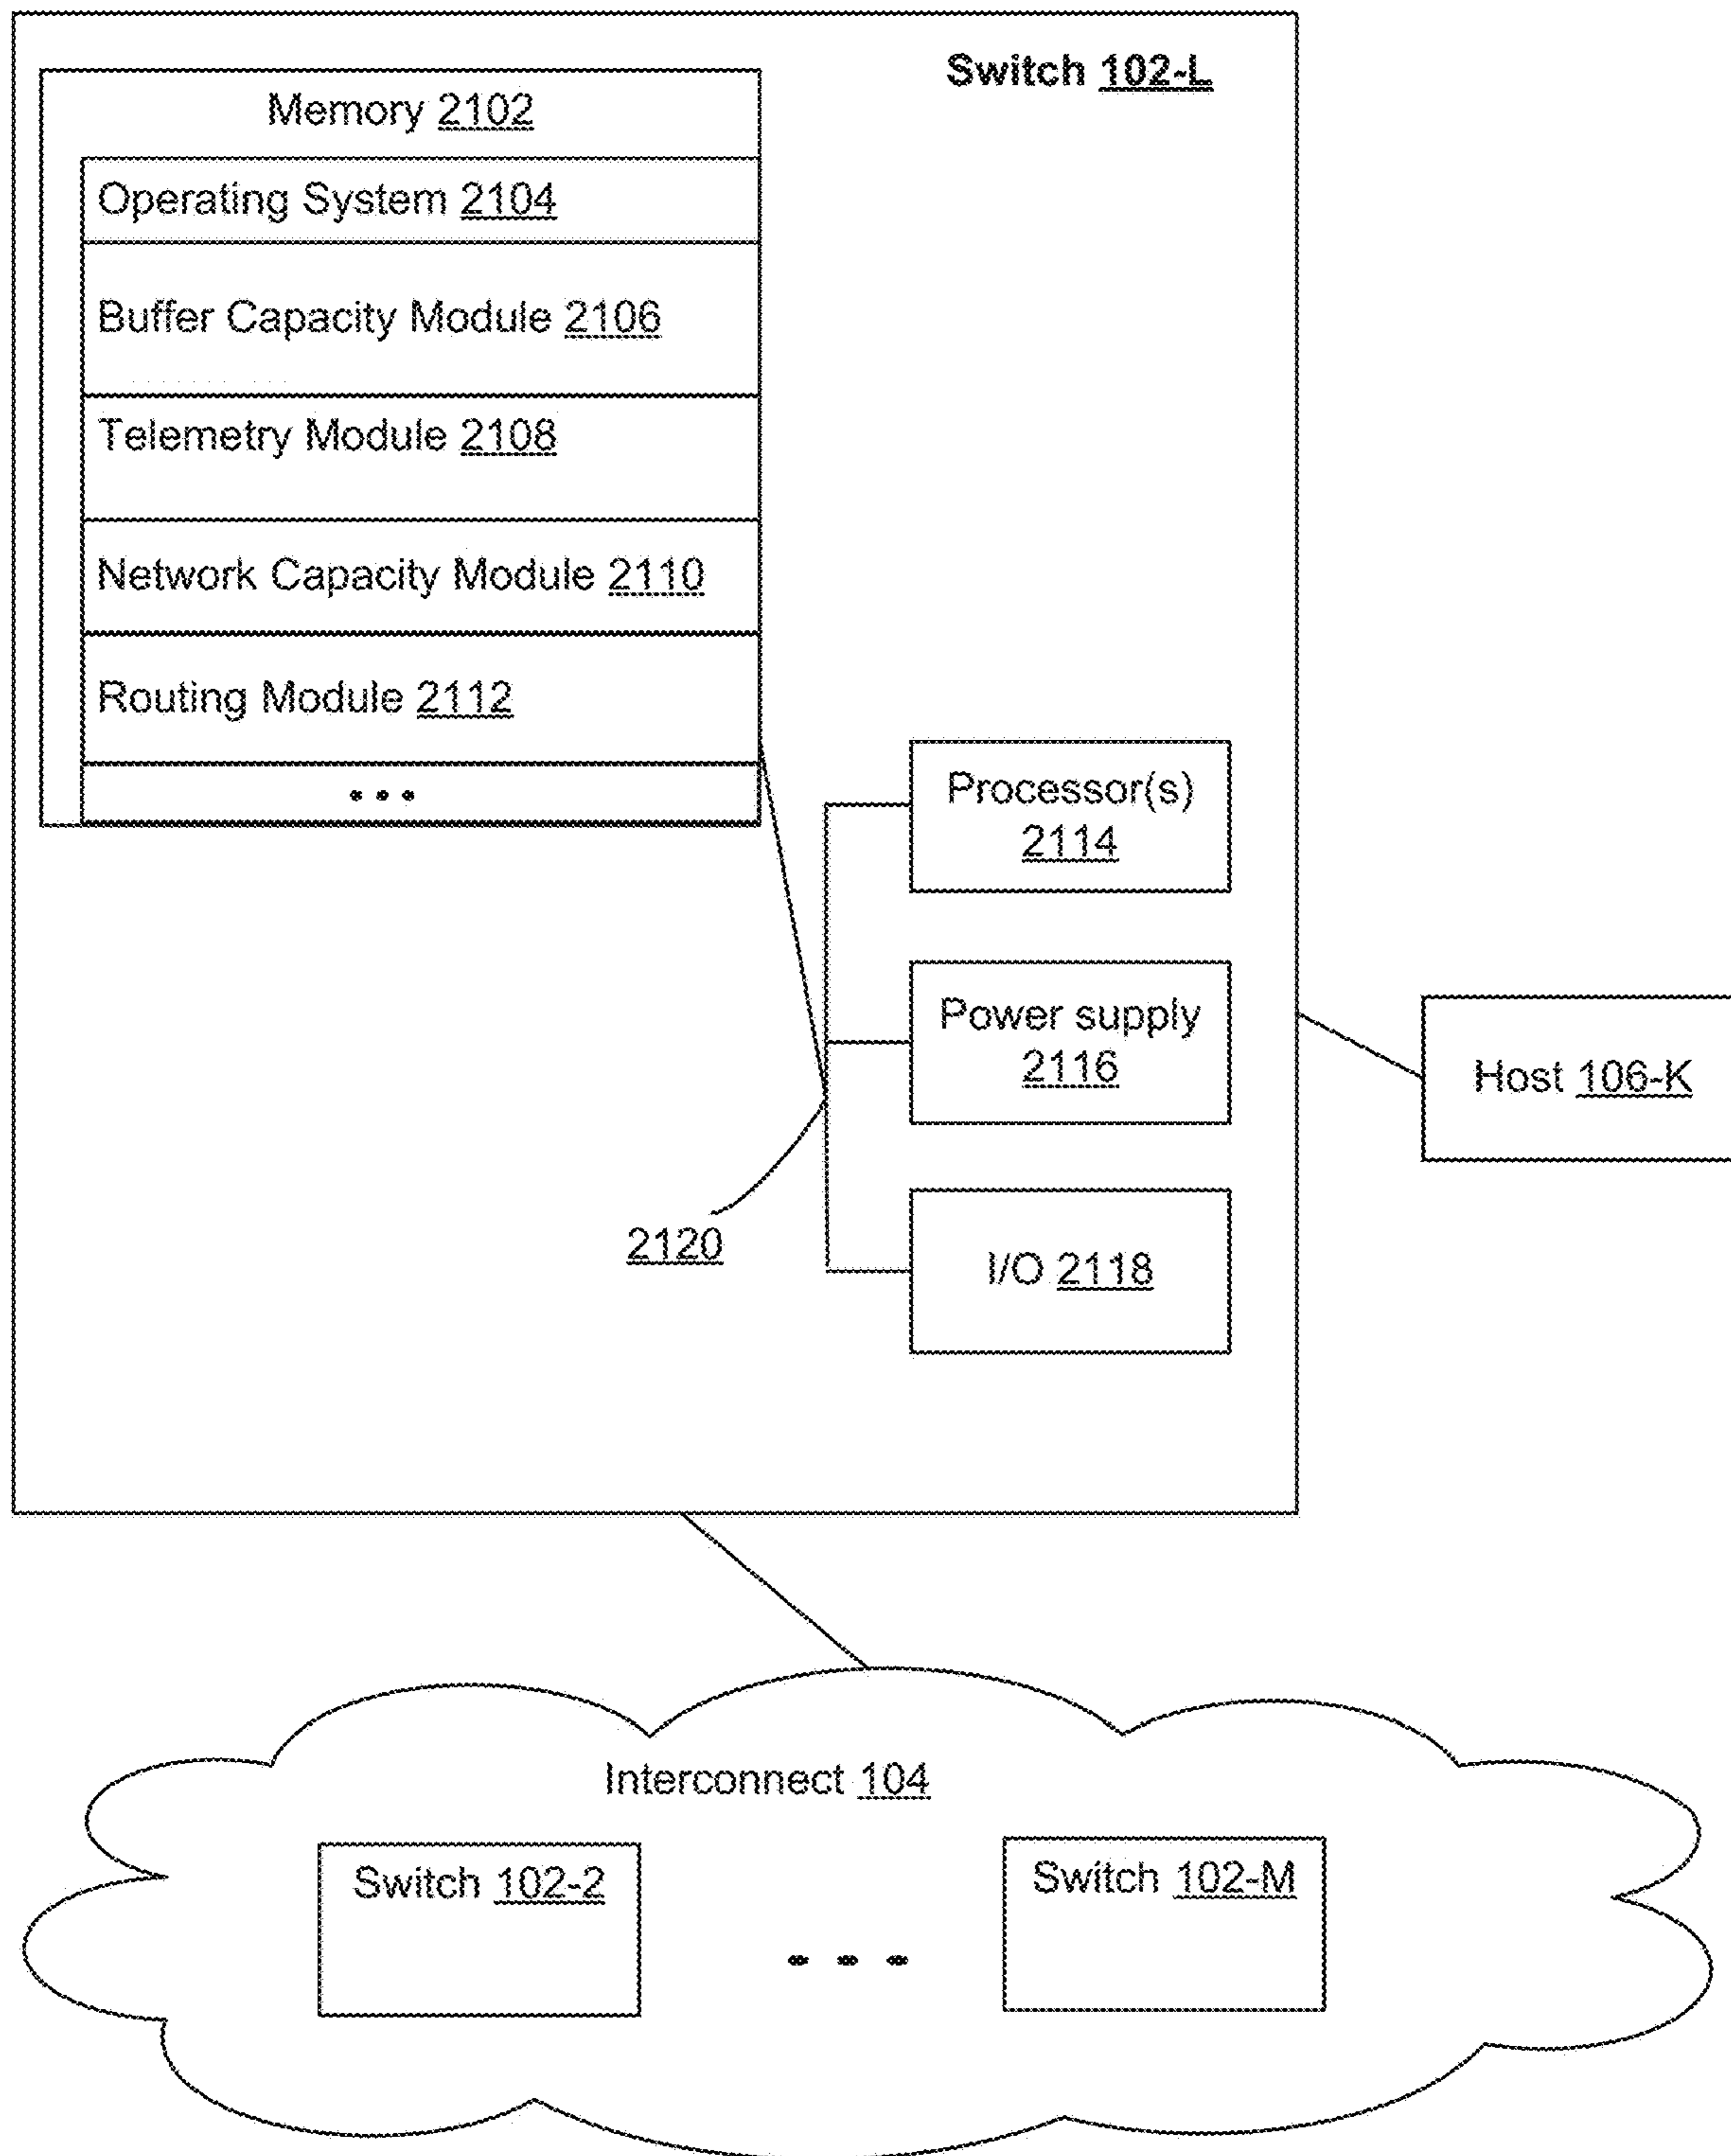 Switch 102-L
Memory 2102
Operating System 2104
Buffer Capacity Module 2106
Telemetry Module 2108
Network Capacity Module 2110
Routing Module 2112
...
Processor(s)
2114
Power supply
2116
I/O 2118
2120
Host 106-K
Interconnect 104
Switch 102-2
...
Switch 102-M